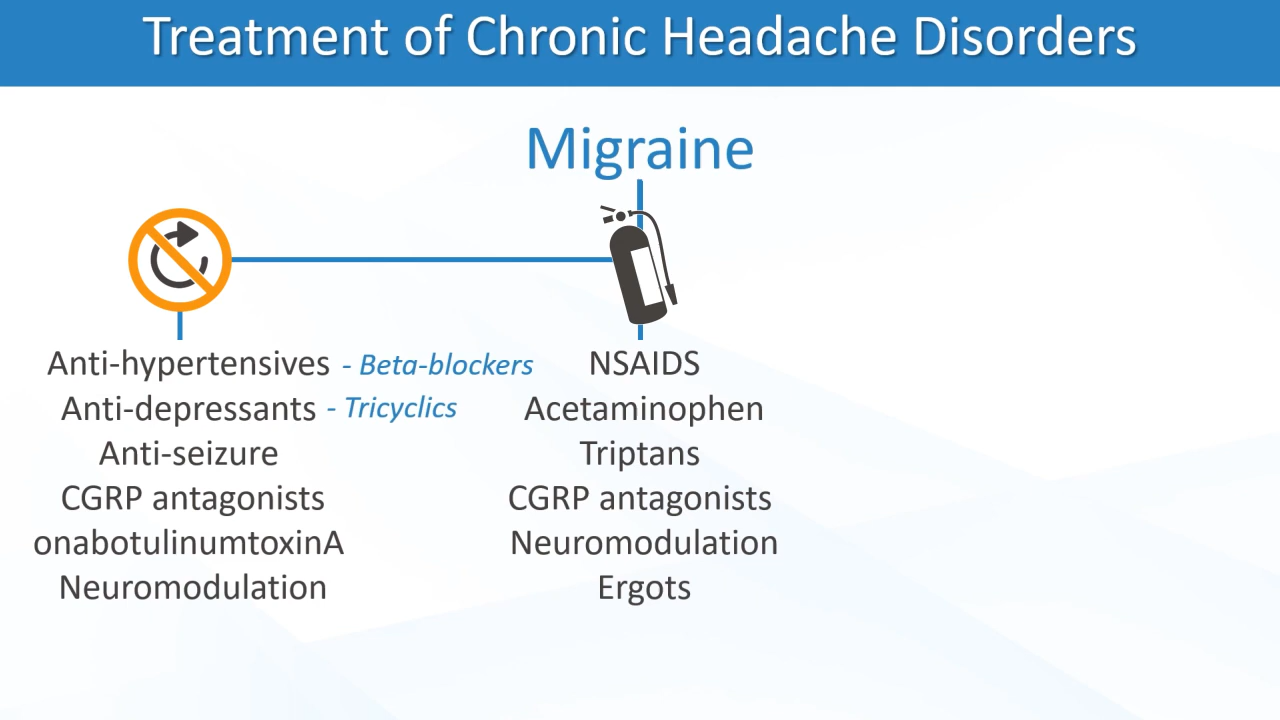 Treatment of Chronic Headache Disorders
Migraine
Anti-hypertensives - Beta-blockers
Anti-depressants - Tricyclics
Anti-seizure
CGRP antagonists
onabotulinumtoxinA
Neuromodulation
NSAIDS
Acetaminophen
Triptans
CGRP antagonists
Neuromodulation
Ergots